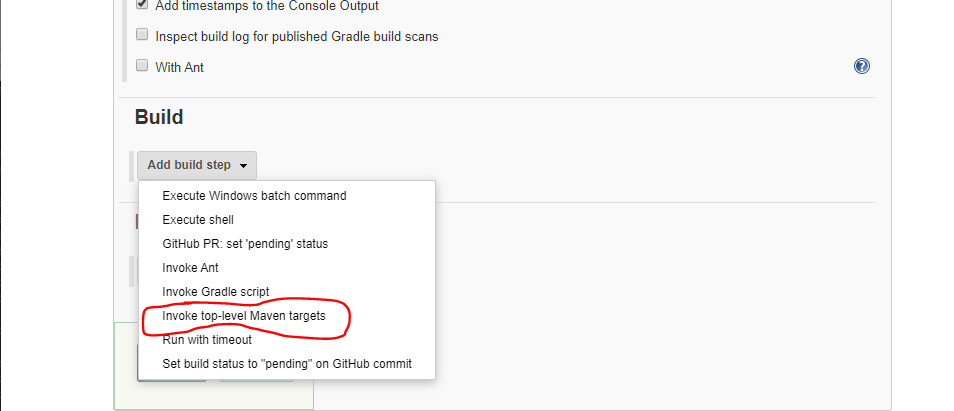 Add timestamps to the Console Output
Inspect build log for published Gradle build scans
With Ant
?
Build
Add build step
Execute Windows batch command
Execute shell
GitHub PR: set 'pending' status
Invoke Ant
Invoke Gradle script
Invoke top-level Maven targets
Run with timeout
Set build status to "pending" on GitHub commit